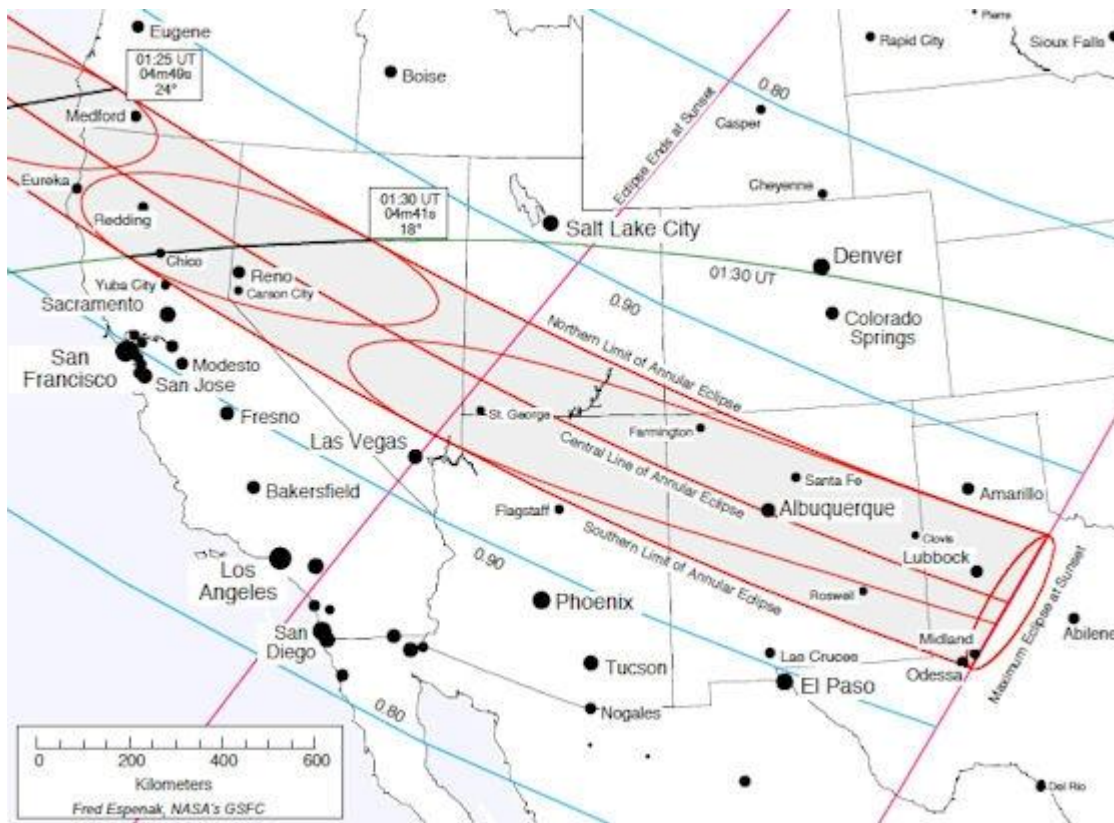 Eugene
Pierre
Rapid City
Sioux Falls
01:25 UT
04m49s
24°
Boise
0.80
Medford
Casper
Eclipse Ends at Sunset
Eureka
Cheyenne
Redding
01:30 UT
04m41s
18°
Salt Lake City
Chico
Reno
Denver
01:30 UT
Yuba City
Carson City
0.90
Sacramento
Colorado
Springs
Northern Limit of Annular Eclipse
San
Francisco
Modesto
San Jose
Fresno
St. George
Farmington
Las Vegas
Central Line of Annular Eclipse
Santa Fe
Bakersfield
Amarillo
Flagstaff
Albuquerque
Southern Limit of Annular Eclipse
Clovis
Los
Angeles
0.90
Lubbock
Roswell
Phoenix
Maximum Eclipse at Sunset
San
Diego
Abilene
Midland
Las Cruces
Odessa
Tucson
El Paso
0.80
Nogales
0 200 400 600
Kilometers
Fred Espenak, NASA's GSFC
Del Rio